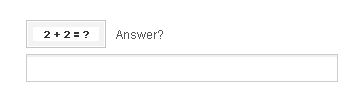 2 + 2 = ? Answer?